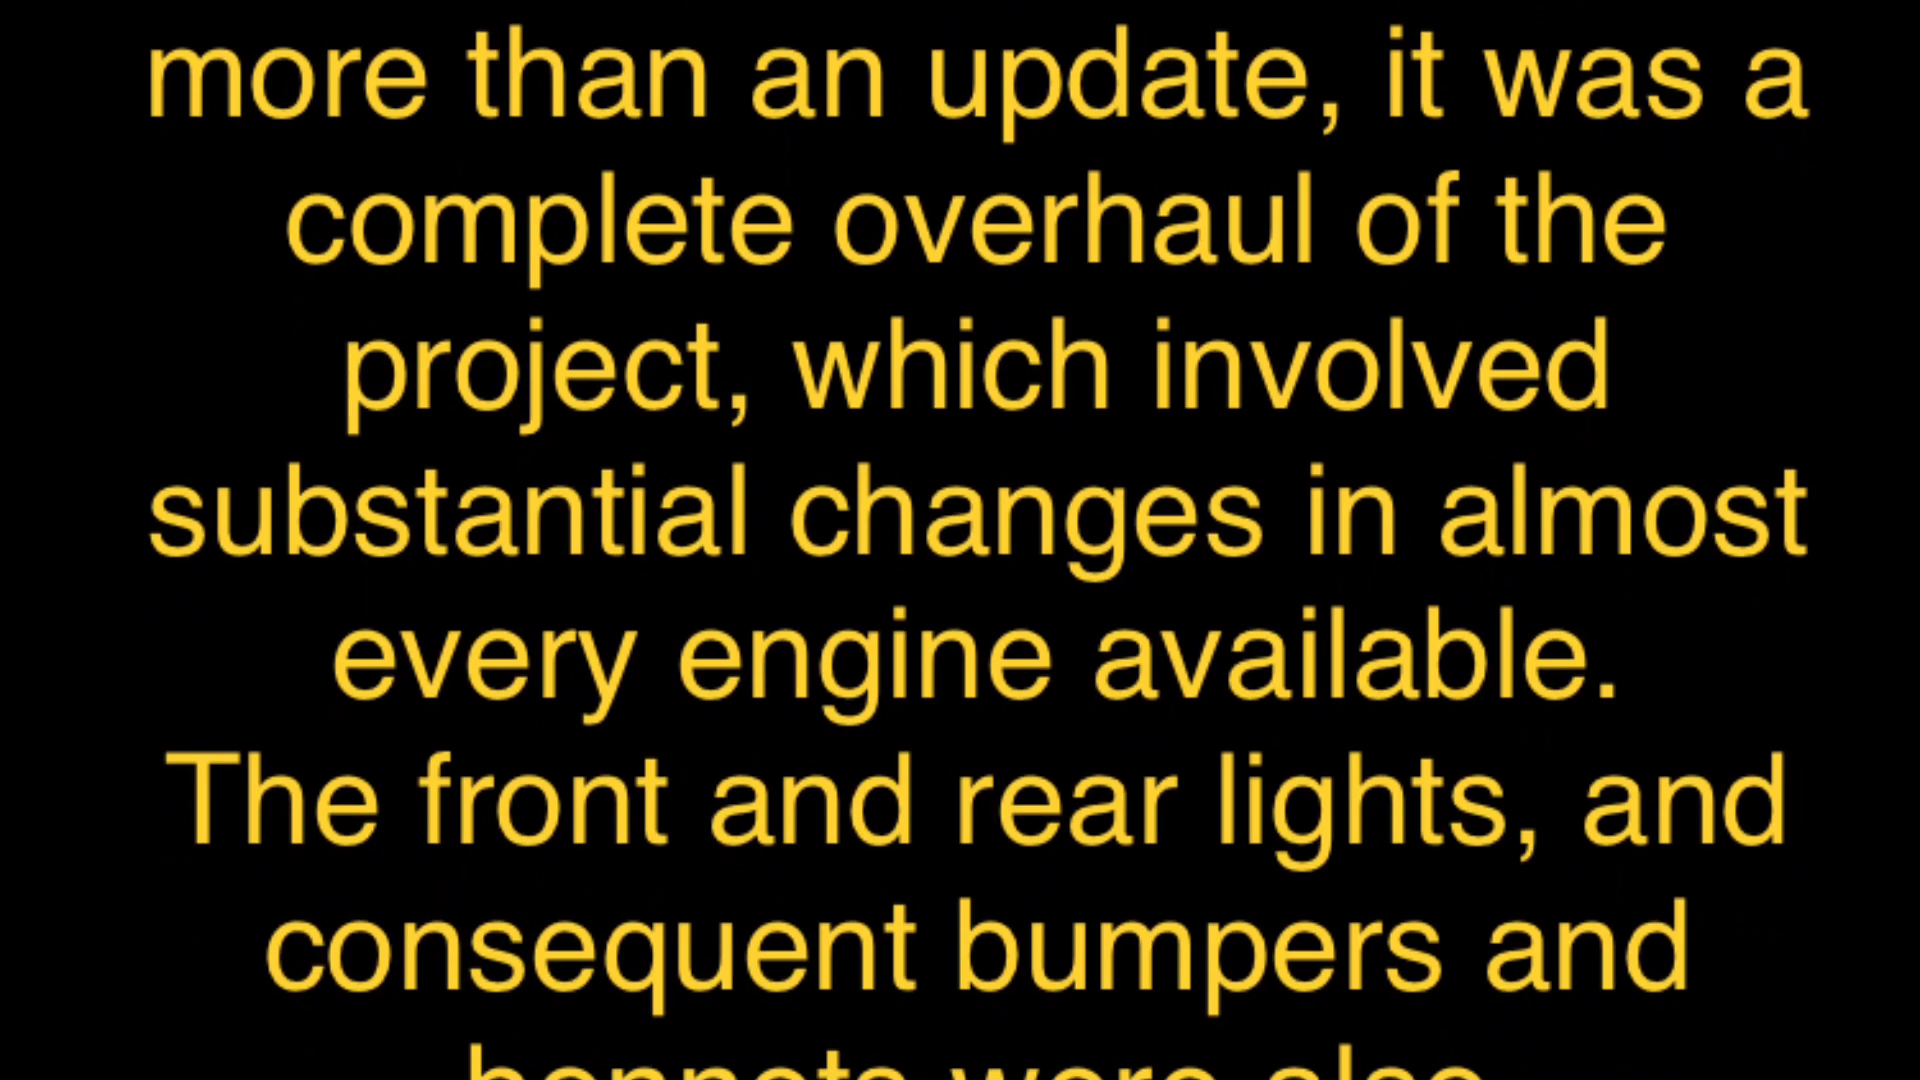 more than an update, it was a
complete overhaul of the
project, which involved
substantial changes in almost
every engine available.
The front and rear lights, and
consequent bumpers and
bonnets were also